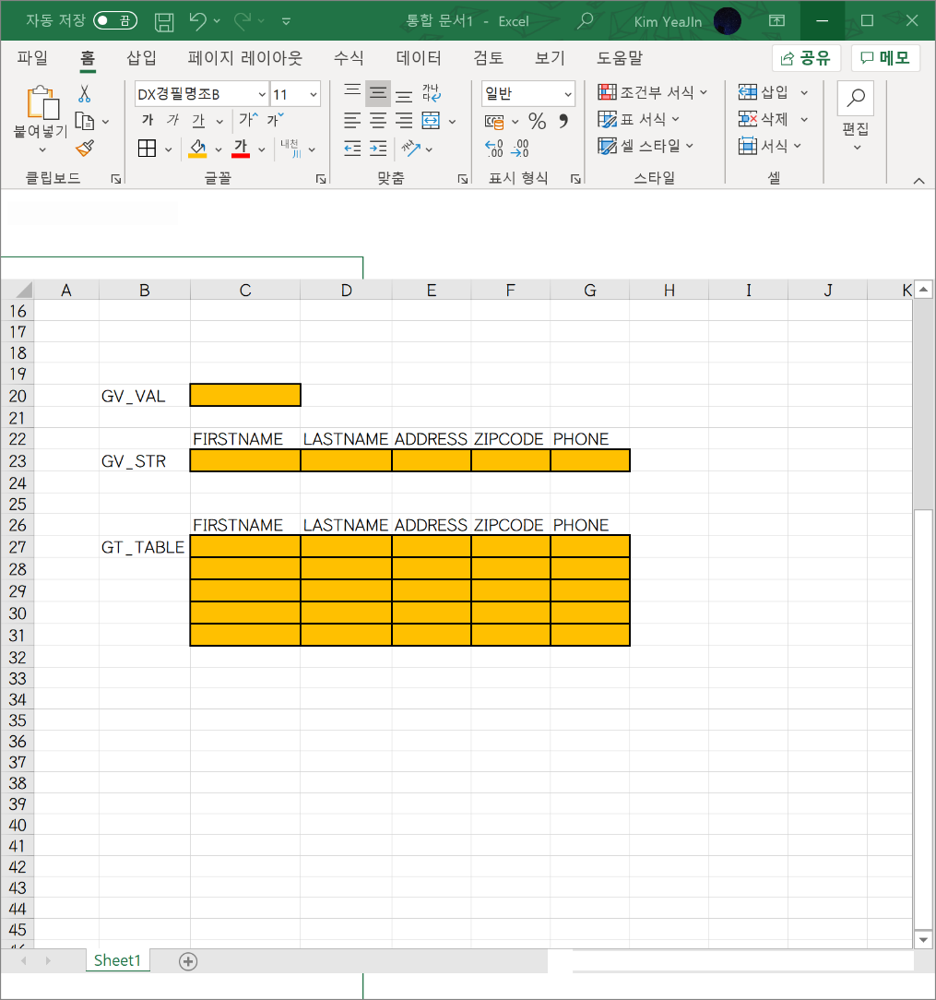 자동 저장 끔 통합 문서1 - Excel Kim YeaJIn
파일 홈 삽입 페이지 레이아웃 수식 데이터 검토 보기 도움말 공유 메모
붙여넣기 DX경필명조B 11 가나다 일반 조건부 서식 삽입 편집
가 가 가 가 가 % 표 서식 삭제
가 내천 川 .00 .0 셀 스타일 서식
클립보드 글꼴 맞춤 표시 형식 스타일 셀
A B C D E F G H I J K
16
17
18
19
20 GV_VAL
21
22 FIRSTNAME LASTNAME ADDRESS ZIPCODE PHONE
23 GV_STR
24
25
26 FIRSTNAME LASTNAME ADDRESS ZIPCODE PHONE
27 GT_TABLE
28
29
30
31
32
33
34
35
36
37
38
39
40
41
42
43
44
45
Sheet1